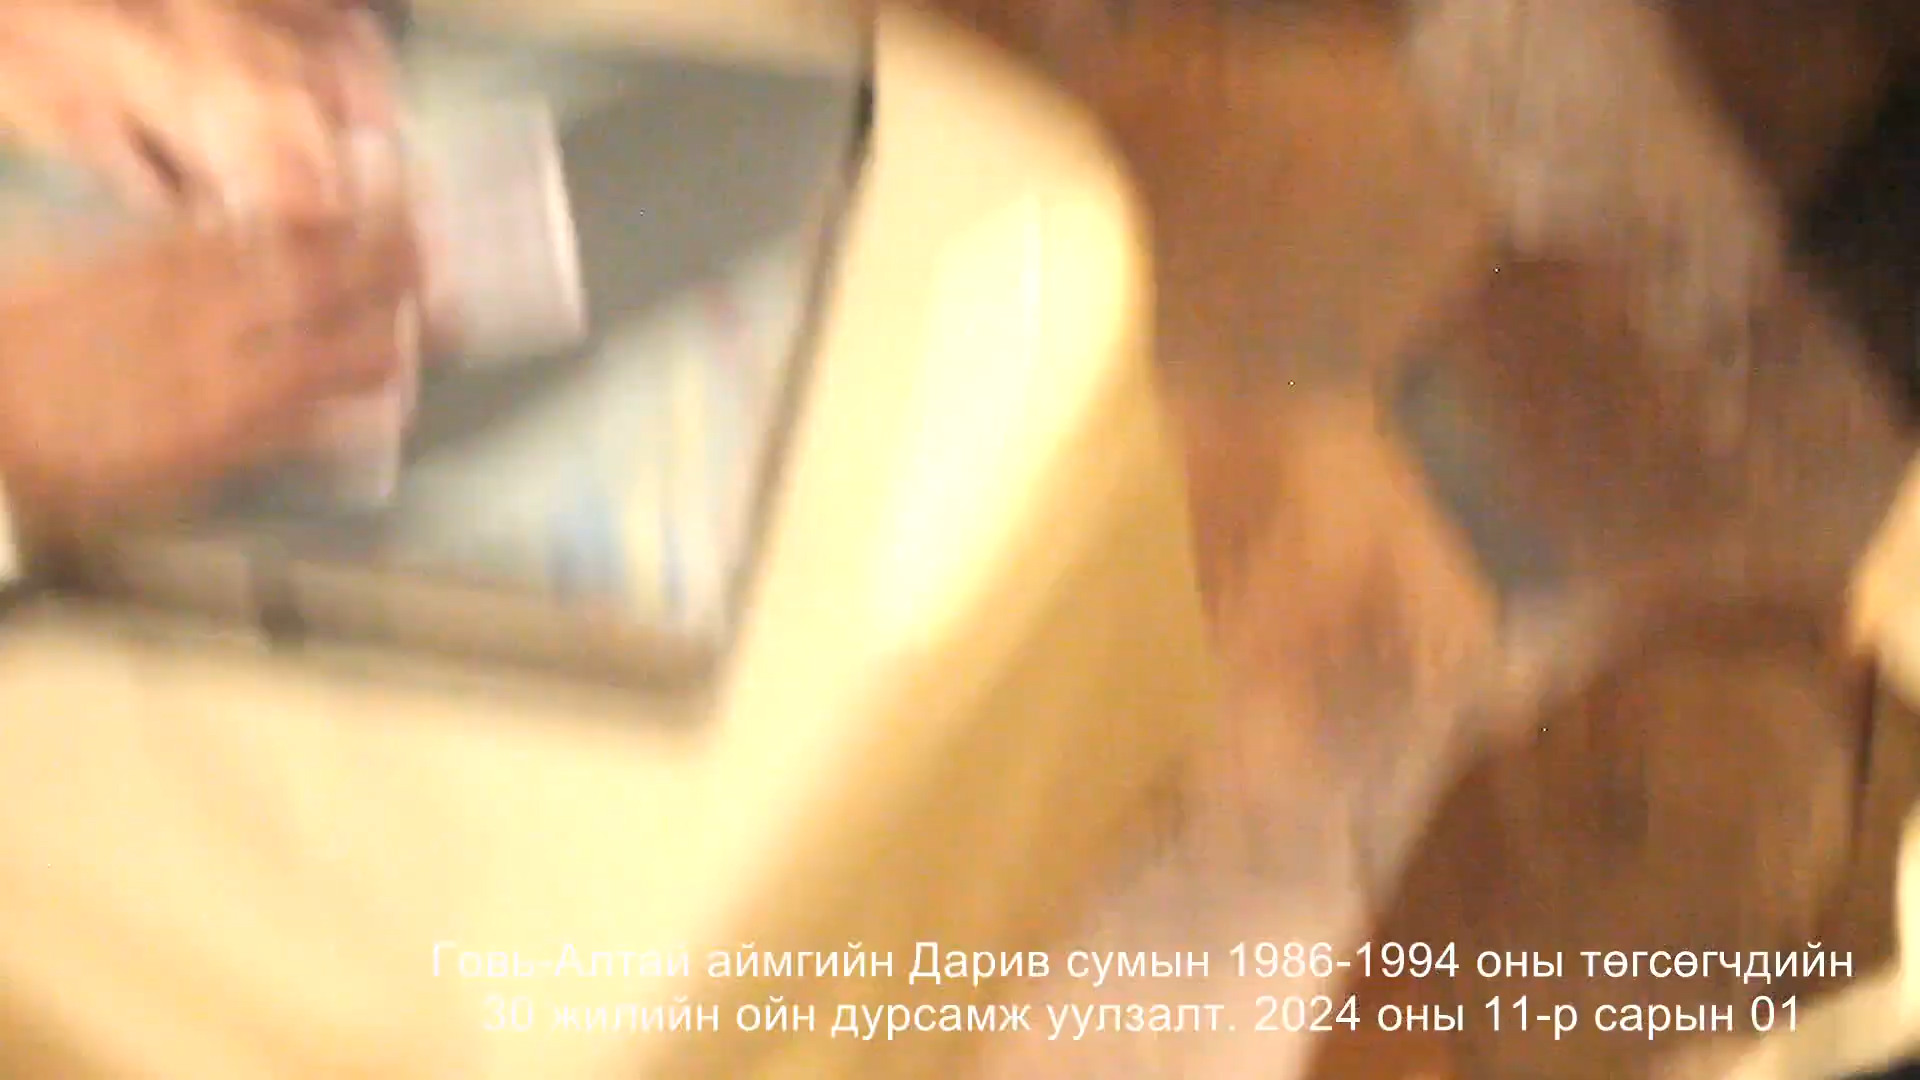 Говь-Алтай аймгийн Дарив сумын 1986-1994 оны төгсөгчдийн
30 жилийн ойн дурсамж уулзалт. 2024 оны 11-р сарын 01